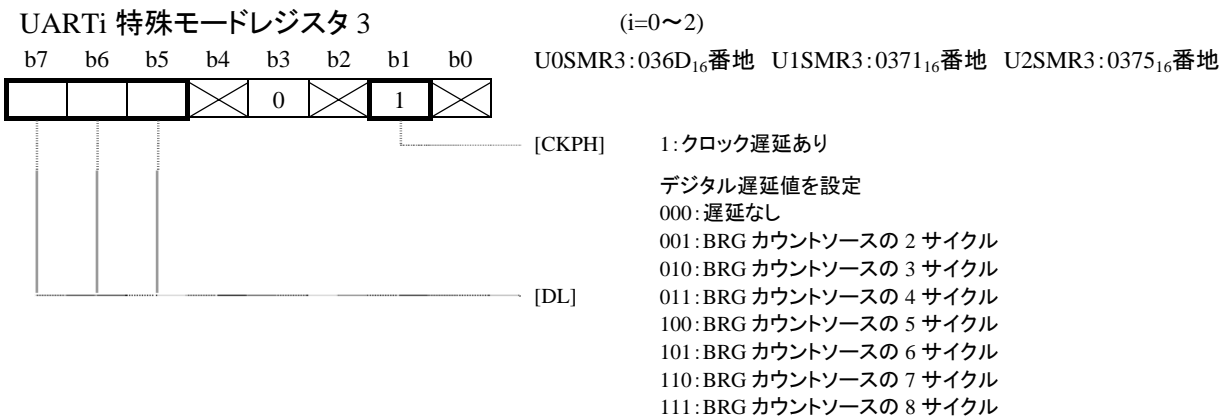 UARTi 特殊モードレジスタ 3 (i=0～2)
b7 b6 b5 b4 b3 b2 b1 b0 U0SMR3:036D₁₆番地 U1SMR3:0371₁₆番地 U2SMR3:0375₁₆番地
0 1
[CKPH] 1:クロック遅延あり
デジタル遅延値を設定
000:遅延なし
001:BRG カウントソースの 2 サイクル
010:BRG カウントソースの 3 サイクル
[DL] 011:BRG カウントソースの 4 サイクル
100:BRG カウントソースの 5 サイクル
101:BRG カウントソースの 6 サイクル
110:BRG カウントソースの 7 サイクル
111:BRG カウントソースの 8 サイクル